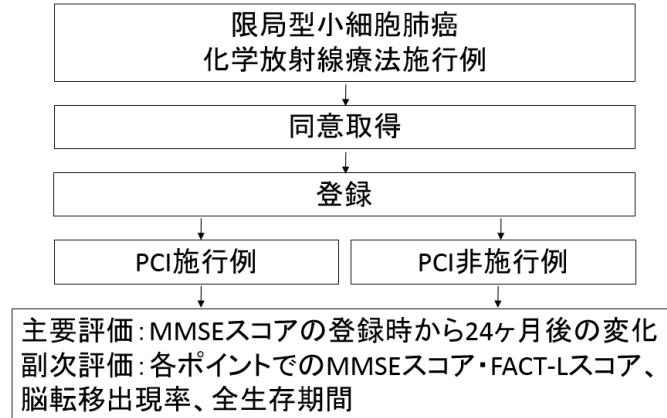 限局型小細胞肺癌
化学放射線療法施行例
同意取得
登録
PCI施行例
PCI非施行例
主要評価:MMSEスコアの登録時から24ヶ月後の変化
副次評価:各ポイントでのMMSEスコア・FACT-Lスコア、
脳転移出現率、全生存期間